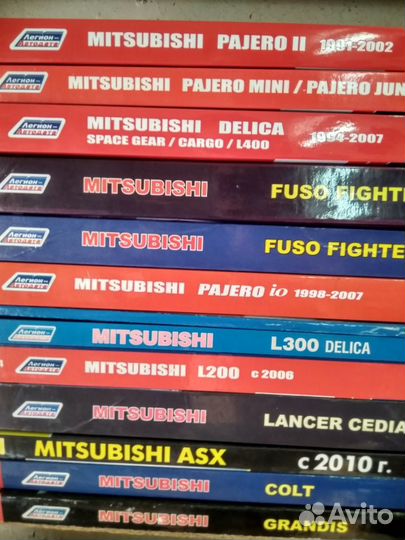 Легион-Автодата MITSUBISHI PAJERO II 1991-2002
Легион-Автодата MITSUBISHI PAJERO MINI / PAJERO JUN
Легион-Автодата MITSUBISHI DELICA 1994-2007
SPACE GEAR / CARGO / L400
Легион-Автодата MITSUBISHI FUSO FIGHTE
Легион-Автодата MITSUBISHI FUSO FIGHTE
Легион-Автодата MITSUBISHI PAJERO iO 1998-2007
Легион-Автодата MITSUBISHI L300 DELICA
Легион-Автодата MITSUBISHI L200 с 2006
Легион-Автодата MITSUBISHI LANCER CEDIA
MITSUBISHI ASX с 2010 г.
Легион-Автодата MITSUBISHI COLT
Легион-Автодата MITSUBISHI GRANDIS
Avito